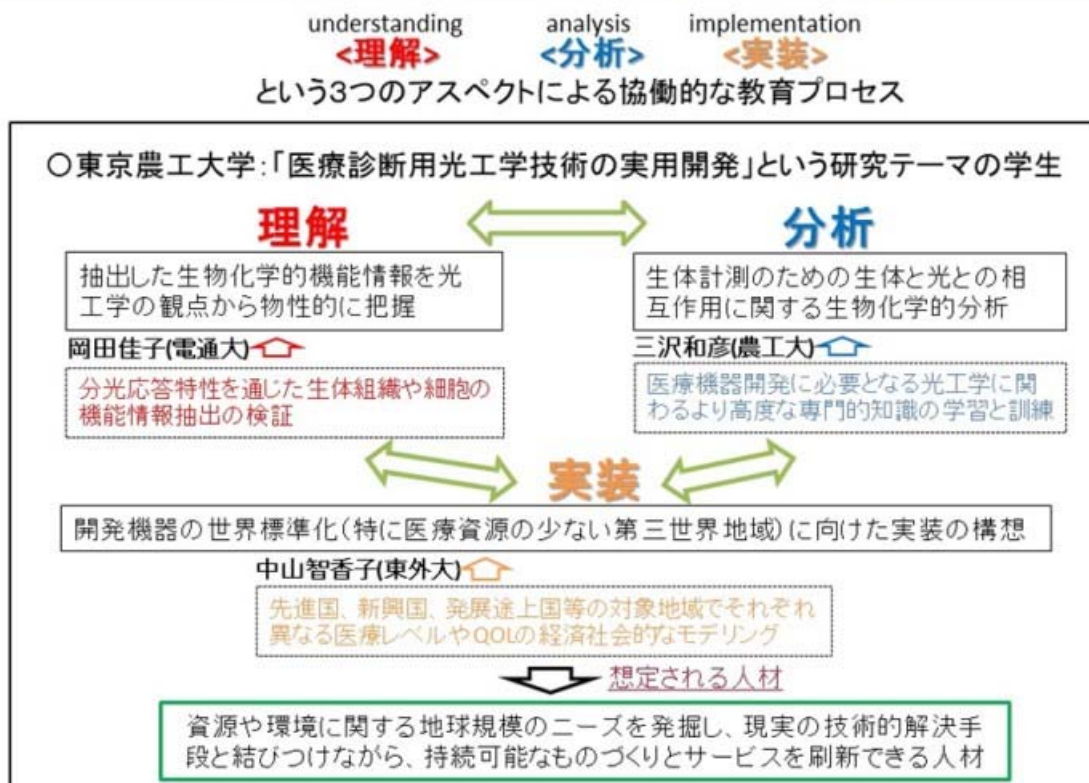 understanding analysis implementation
<理解> <分析> <実装>
という3つのアスペクトによる協働的な教育プロセス
○東京農工大学:「医療診断用光工学技術の実用開発」という研究テーマの学生
理解
分析
抽出した生物化学的機能情報を光
工学の観点から物性的に把握
生体計測のための生体と光との相
互作用に関する生物化学的分析
岡田佳子(電通大)
三沢和彦(農工大)
分光応答特性を通じた生体組織や細胞の
機能情報抽出の検証
医療機器開発に必要となる光工学に関
わるより高度な専門的知識の学習と訓練
実装
開発機器の世界標準化(特に医療資源の少ない第三世界地域)に向けた実装の構想
中山智香子(東外大)
先進国、新興国、発展途上国等の対象地域でそれぞれ
異なる医療レベルやQOLの経済社会的なモデリング
想定される人材
資源や環境に関する地球規模のニーズを発掘し、現実の技術的解決手
段と結びつけながら、持続可能なものづくりとサービスを刷新できる人材